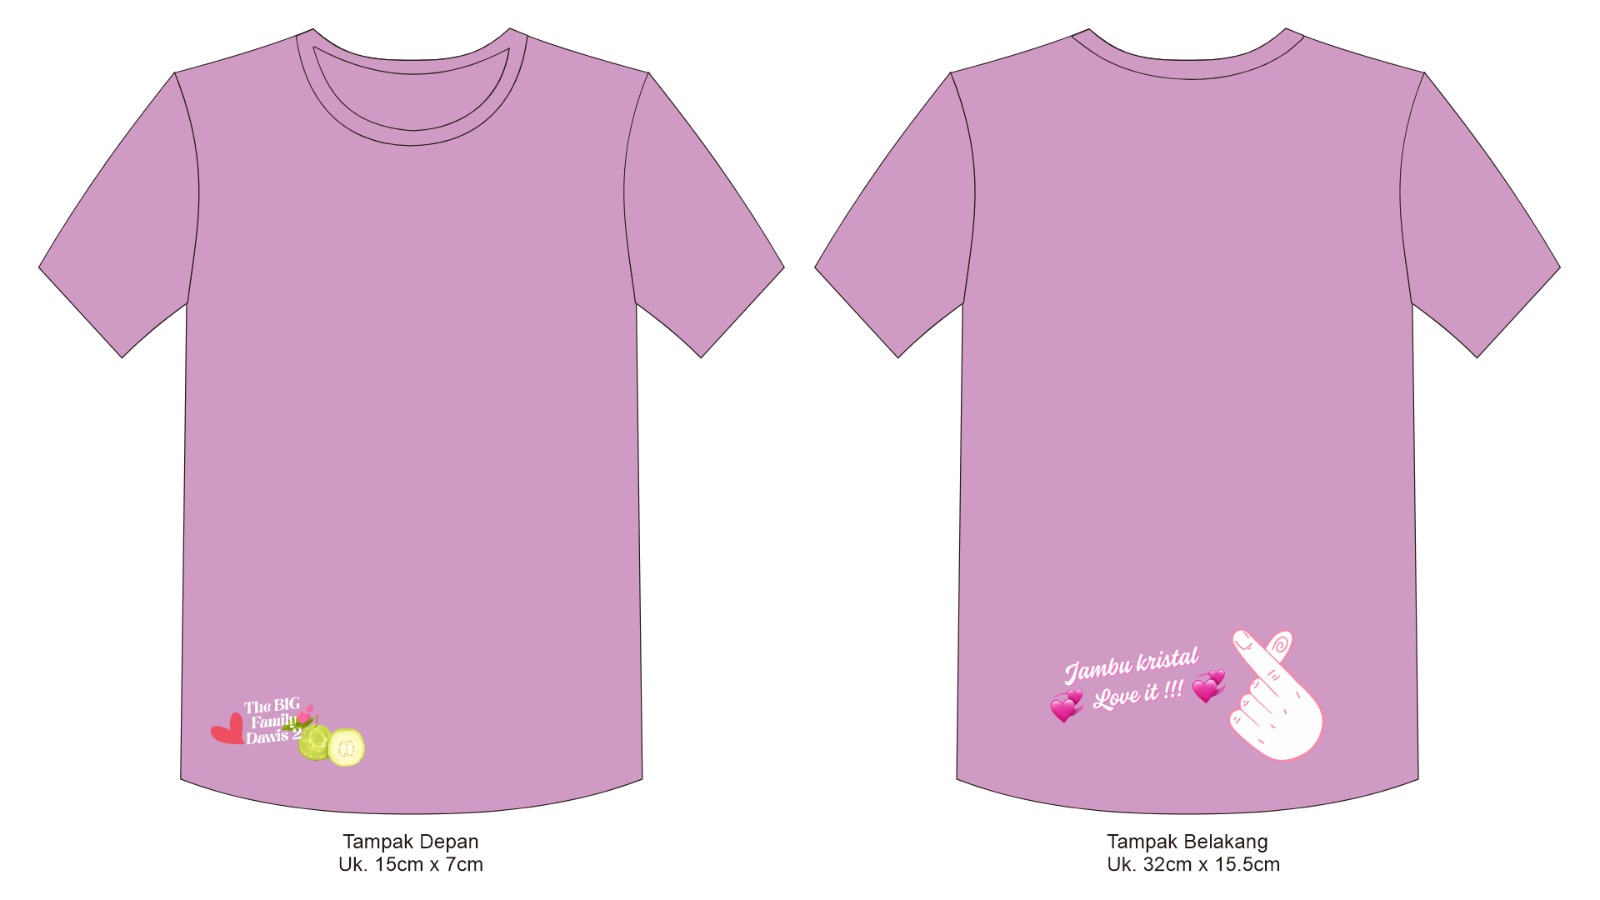 The BIG
Family
Dawis 2
Tampak Depan
Uk. 15cm x 7cm
Jambu kristal
Love it !!!
Tampak Belakang
Uk. 32cm x 15.5cm